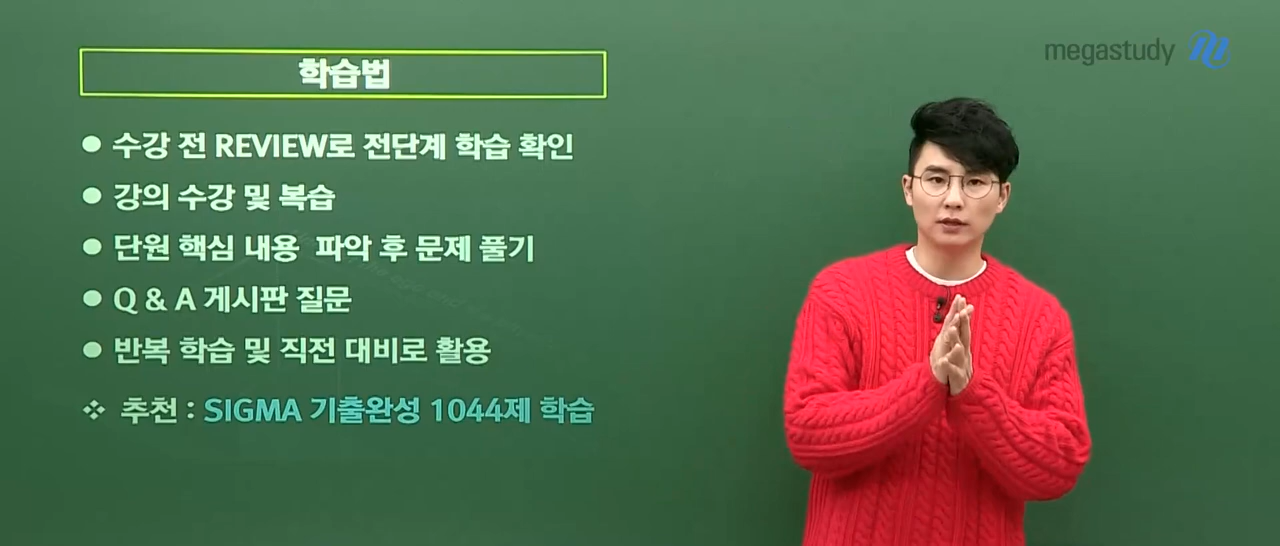 megastudy
학습법
● 수강 전 REVIEW로 전단계 학습 확인
● 강의 수강 및 복습
● 단원 핵심 내용 파악 후 문제 풀기
● Q & A 게시판 질문
● 반복 학습 및 직전 대비로 활용
❖ 추천 : SIGMA 기출완성 1044제 학습